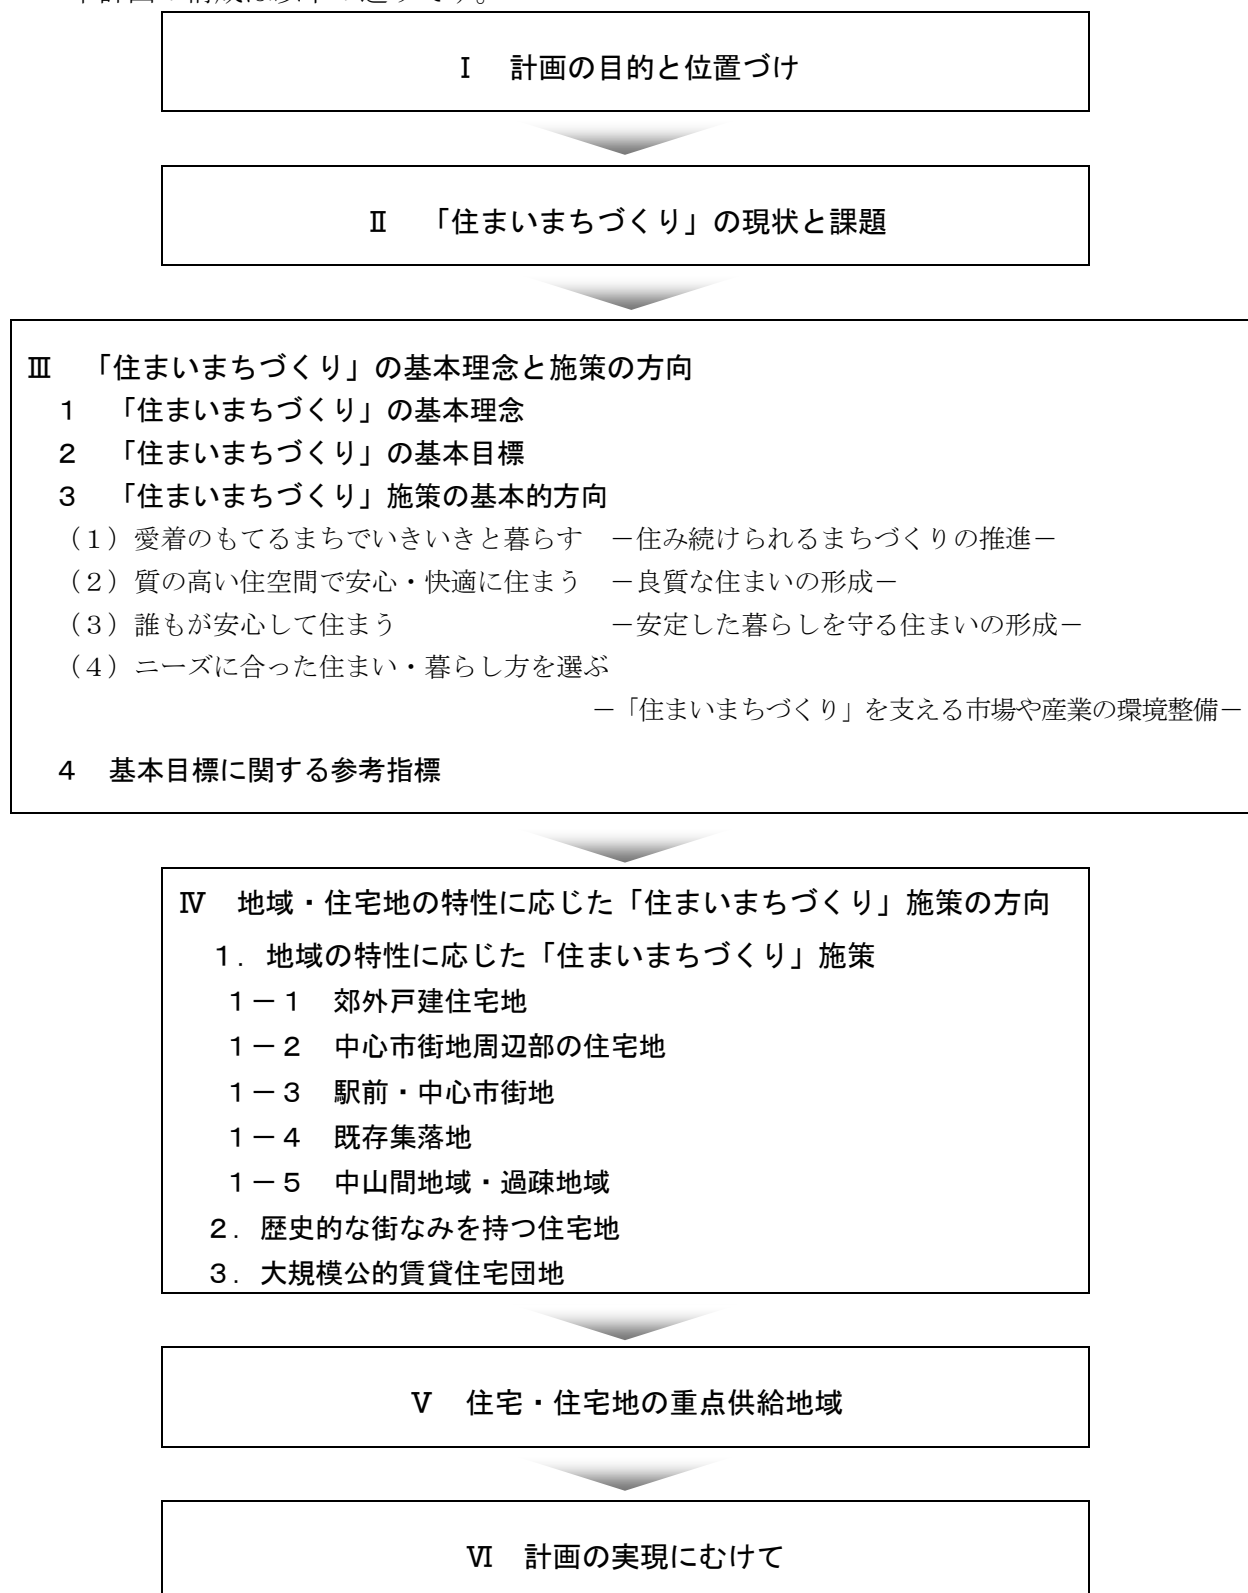 Ⅰ　計画の目的と位置づけ
Ⅱ　「住まいまちづくり」の現状と課題
Ⅲ　「住まいまちづくり」の基本理念と施策の方向
１　「住まいまちづくり」の基本理念
２　「住まいまちづくり」の基本目標
３　「住まいまちづくり」施策の基本的方向
（１）愛着のもてるまちでいきいきと暮らす　－住み続けられるまちづくりの推進－
（２）質の高い住空間で安心・快適に住まう　－良質な住まいの形成－
（３）誰もが安心して住まう　－安定した暮らしを守る住まいの形成－
（４）ニーズに合った住まい・暮らし方を選ぶ
－「住まいまちづくり」を支える市場や産業の環境整備－
４　基本目標に関する参考指標
Ⅳ　地域・住宅地の特性に応じた「住まいまちづくり」施策の方向
１．地域の特性に応じた「住まいまちづくり」施策
１－１　郊外戸建住宅地
１－２　中心市街地周辺部の住宅地
１－３　駅前・中心市街地
１－４　既存集落地
１－５　中山間地域・過疎地域
２．歴史的な街なみを持つ住宅地
３．大規模公的賃貸住宅団地
Ⅴ　住宅・住宅地の重点供給地域
Ⅵ　計画の実現にむけて